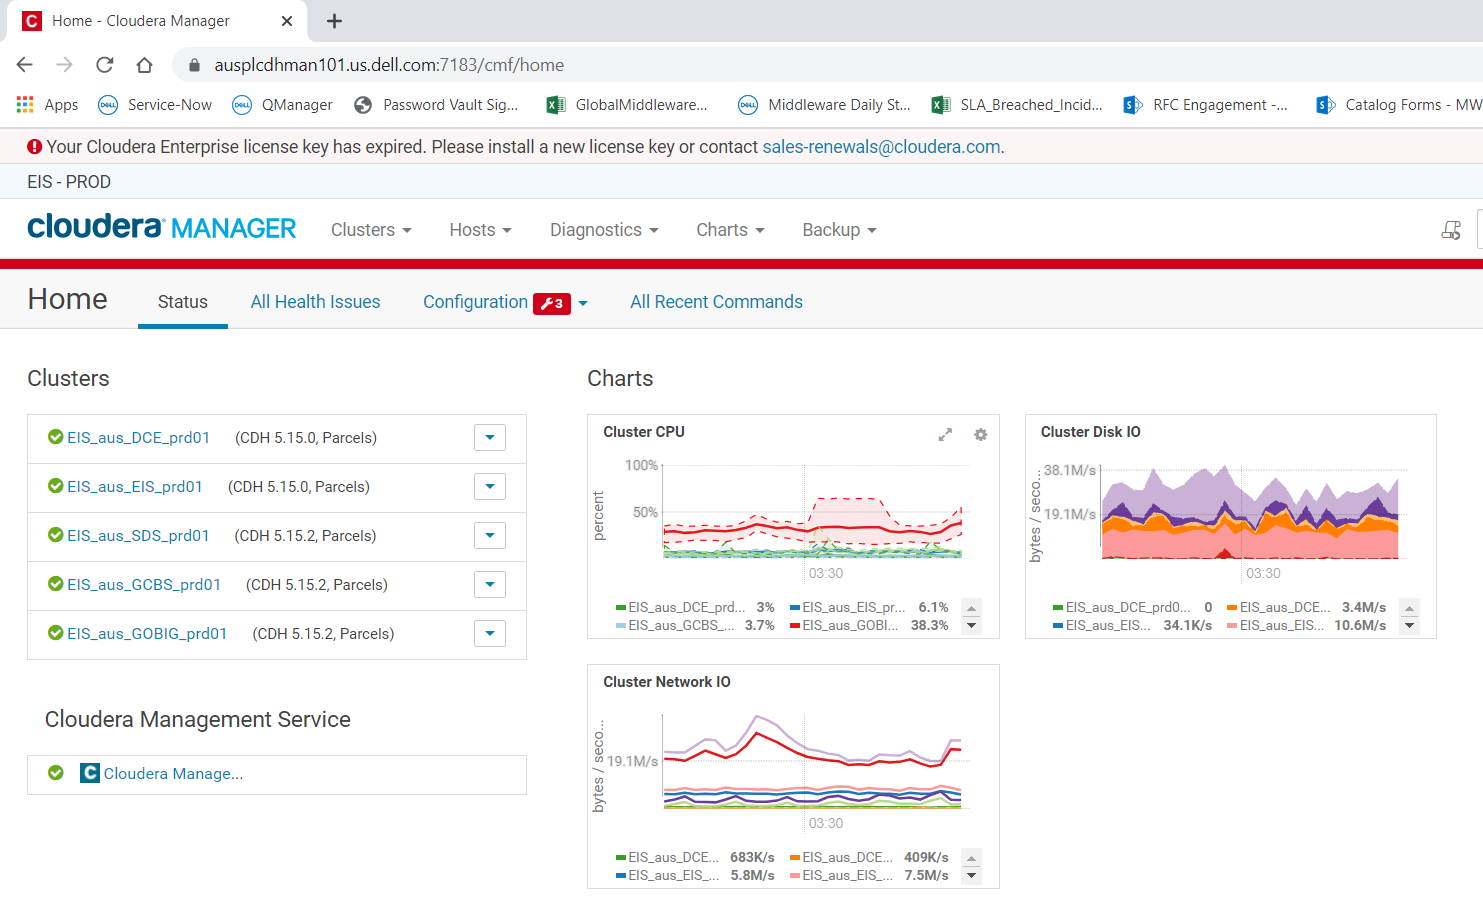 Home - Cloudera Manager
ausplcdhman101.us.dell.com:7183/cmf/home
Apps Service-Now QManager Password Vault Sig... GlobalMiddleware... Middleware Daily St... SLA_Breached_Incid... RFC Engagement -... Catalog Forms - MW
Your Cloudera Enterprise license key has expired. Please install a new license key or contact sales-renewals@cloudera.com.
EIS - PROD
cloudera MANAGER Clusters Hosts Diagnostics Charts Backup
Home Status All Health Issues Configuration 3 All Recent Commands
Clusters
EIS_aus_DCE_prd01 (CDH 5.15.0, Parcels)
EIS_aus_EIS_prd01 (CDH 5.15.0, Parcels)
EIS_aus_SDS_prd01 (CDH 5.15.2, Parcels)
EIS_aus_GCBS_prd01 (CDH 5.15.2, Parcels)
EIS_aus_GOBIG_prd01 (CDH 5.15.2, Parcels)
Cloudera Management Service
C Cloudera Manage...
Charts
Cluster CPU
percent
100%
50%
03:30
EIS_aus_DCE_prd... 3% EIS_aus_EIS_pr... 6.1%
EIS_aus_GCBS_... 3.7% EIS_aus_GOBI... 38.3%
Cluster Disk IO
bytes / seco...
38.1M/s
19.1M/s
03:30
EIS_aus_DCE_prd0... 0 EIS_aus_DCE... 3.4M/s
EIS_aus_EIS... 34.1K/s EIS_aus_EIS... 10.6M/s
Cluster Network IO
bytes / seco...
19.1M/s
03:30
EIS_aus_DCE... 683K/s EIS_aus_DCE... 409K/s
EIS_aus_EIS_... 5.8M/s EIS_aus_EIS_... 7.5M/s